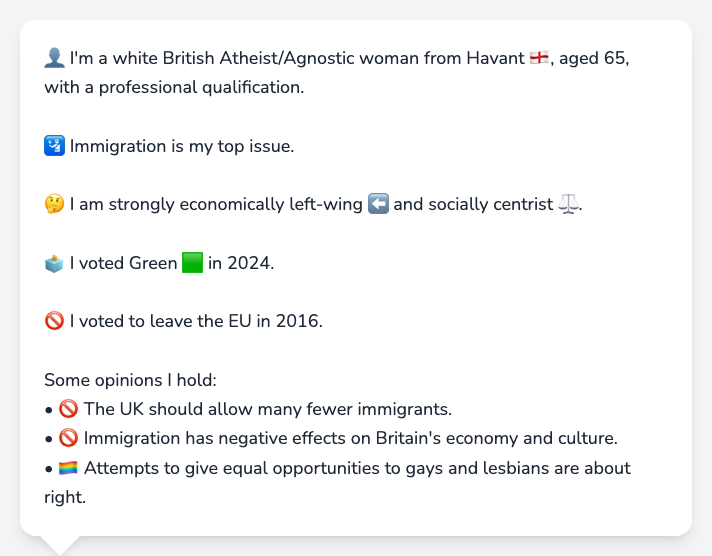 👤 I'm a white British Atheist/Agnostic woman from Havant 🏴󠁧󠁢󠁥󠁮󠁧󠁿, aged 65,
with a professional qualification.
🛂 Immigration is my top issue.
🤔 I am strongly economically left-wing ⬅️ and socially centrist ⚖️.
🗳️ I voted Green 🟩 in 2024.
🚫 I voted to leave the EU in 2016.
Some opinions I hold:
• 🚫 The UK should allow many fewer immigrants.
• 🚫 Immigration has negative effects on Britain's economy and culture.
• 🏳️‍🌈 Attempts to give equal opportunities to gays and lesbians are about
right.